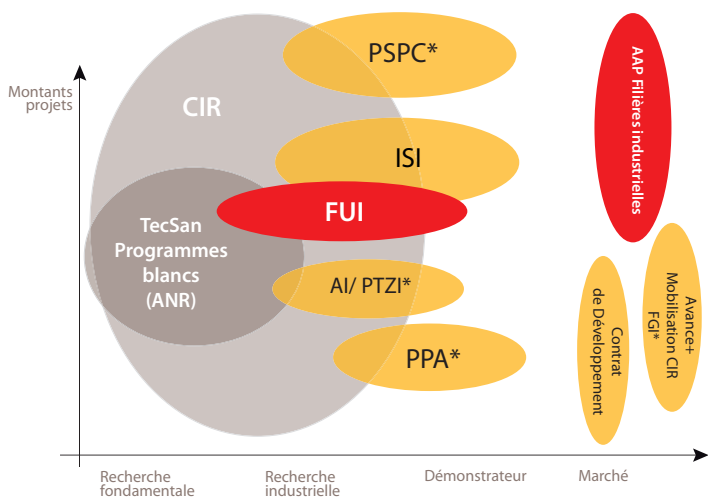 PSPC*
AAP Filières industrielles
Montants
projets
CIR
ISI
FUI
TecSan
Programmes
blancs
(ANR)
AI/ PTZI*
Avance+
Mobilisation CIR
FGI*
Contrat
de Développement
PPA*
Recherche
fondamentale
Recherche
industrielle
Démonstrateur
Marché